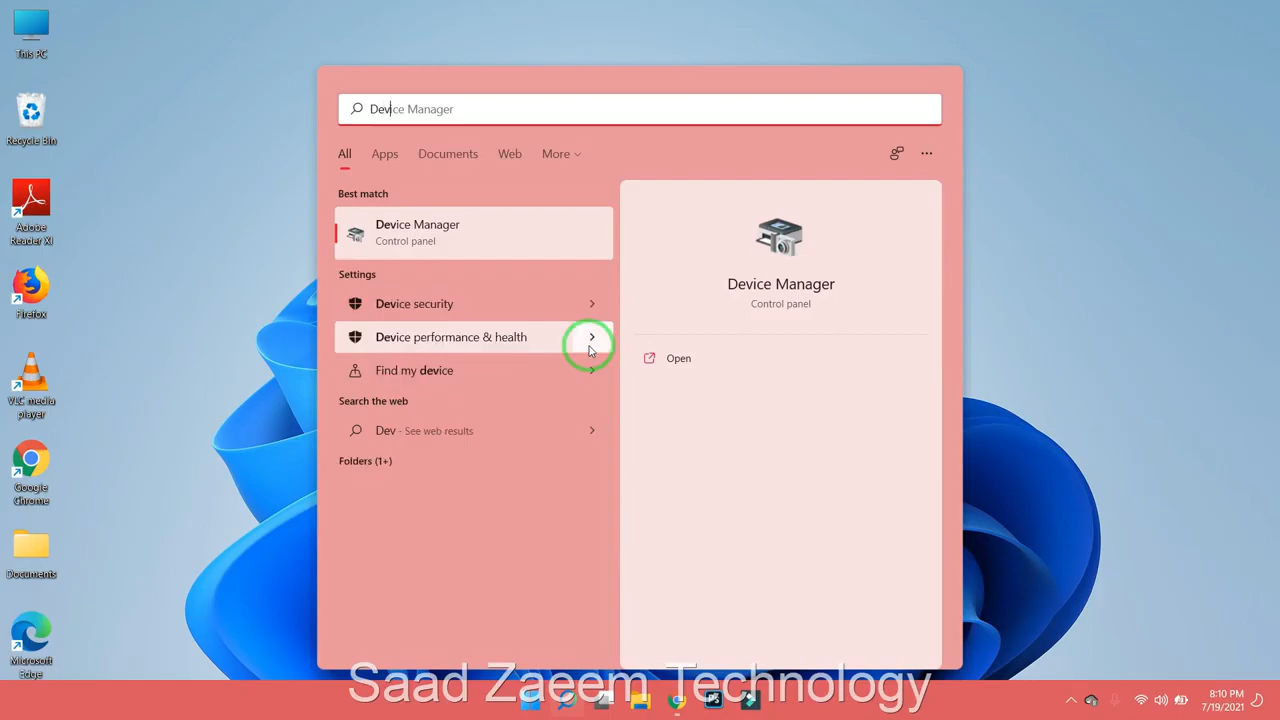 This PC
Recycle Bin
Adobe
Reader XI
Firefox
VLC media
player
Google
Chrome
Documents
Microsoft
Edge
Device Manager
All
Apps
Documents
Web
More
Best match
Device Manager
Control panel
Settings
Device security
Device performance & health
Find my device
Search the web
Dev - See web results
Folders (1+)
Device Manager
Control panel
Open
Saad Zaeem Technology
Ps
8:10 PM
7/19/2021